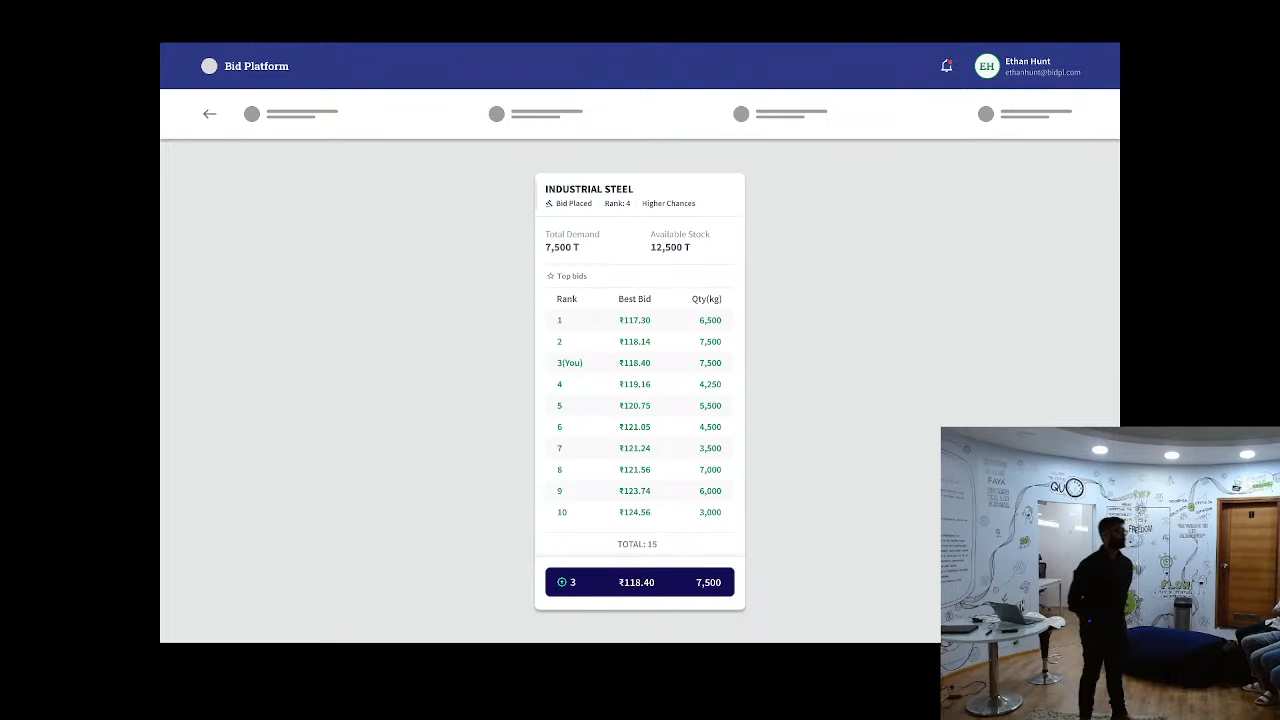 Bid Platform
Ethan Hunt
ethanhunt@bidpl.com
EH
INDUSTRIAL STEEL
Bid Placed Rank: 4 Higher Chances
Total Demand Available Stock
7,500 T 12,500 T
Top bids
Rank Best Bid Qty(kg)
1 ₹117.30 6,500
2 ₹118.14 7,500
3(You) ₹118.40 7,500
4 ₹119.16 4,250
5 ₹120.75 5,500
6 ₹121.05 4,500
7 ₹121.24 3,500
8 ₹121.56 7,000
9 ₹123.74 6,000
10 ₹124.56 3,000
TOTAL: 15
3 ₹118.40 7,500
FAYA
QU
FREEDOM
FLOW